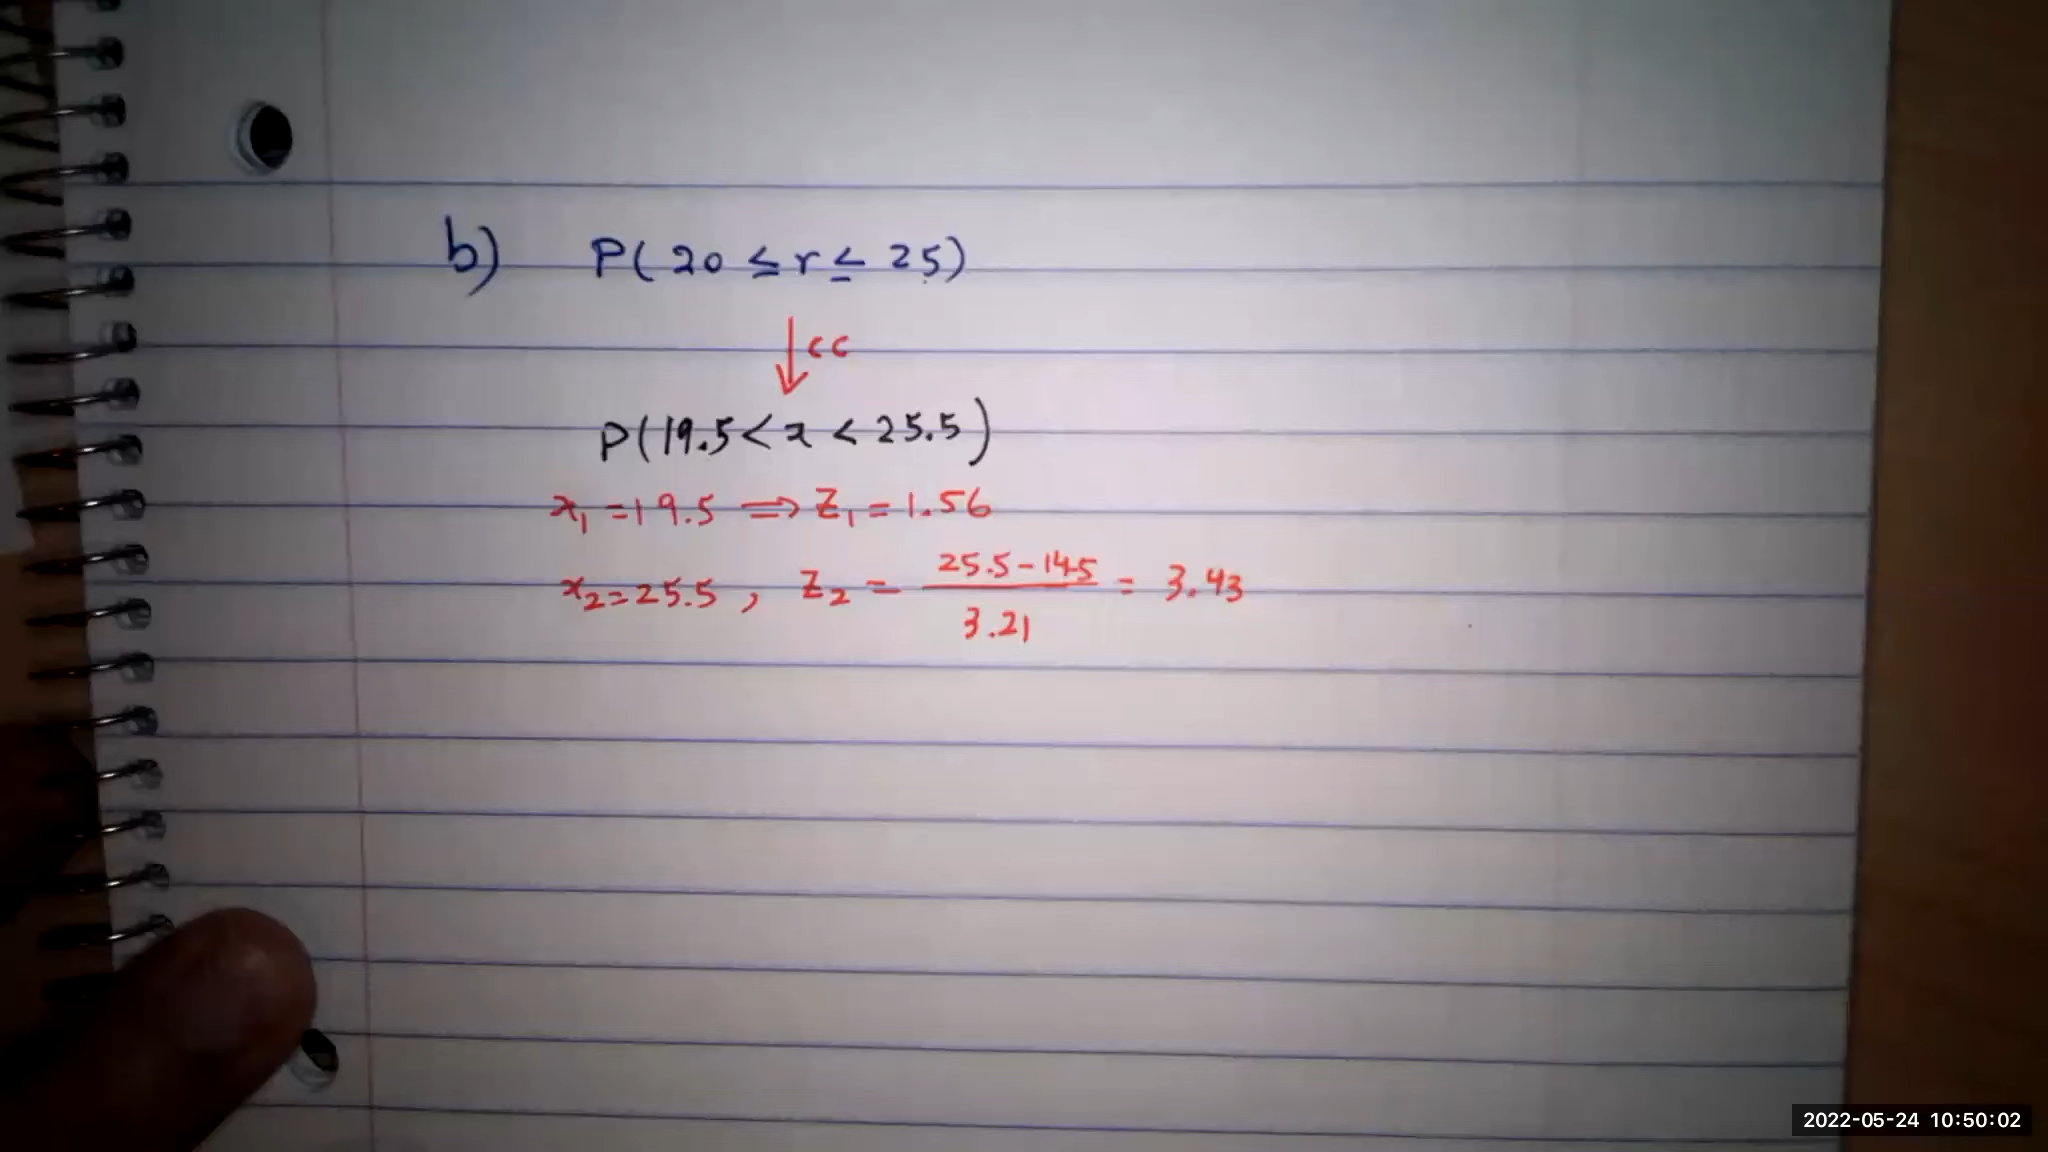 b) P( 20 ≤ r ≤ 25)
↓ cc
P(19.5 < x < 25.5)
x₁ = 19.5 ⟹ Z₁ = 1.56
x₂ = 25.5 , Z₂ = (25.5 - 14.5)/3.21 = 3.43
2022-05-24 10:50:02